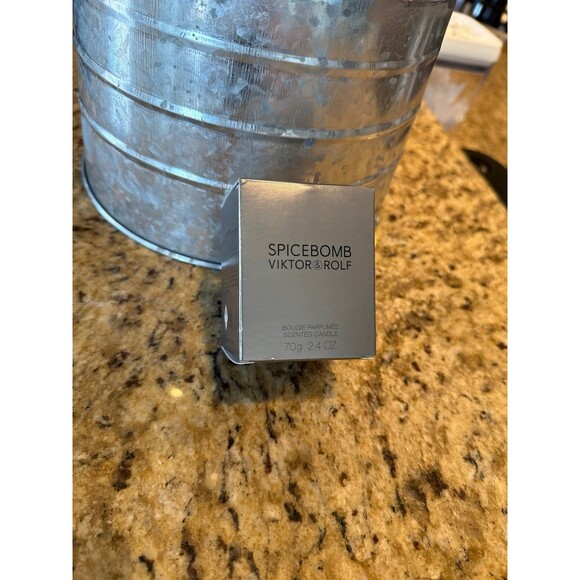 SPICEBOMB
VIKTOR&ROLF
BOUGIE PARFUMÉE
SCENTED CANDLE
70g 2.4 OZ.